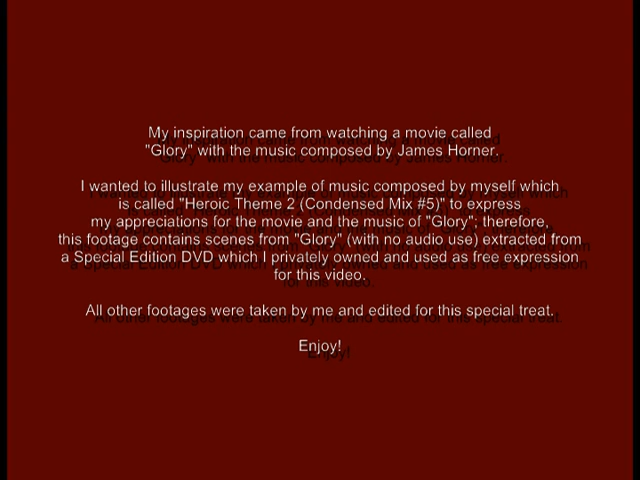 My inspiration came from watching a movie called
"Glory" with the music composed by James Horner.
I wanted to illustrate my example of music composed by myself which
is called "Heroic Theme 2 (Condensed Mix #5)" to express
my appreciations for the movie and the music of "Glory"; therefore,
this footage contains scenes from "Glory" (with no audio use) extracted from
a Special Edition DVD which I privately owned and used as free expression
for this video.
All other footages were taken by me and edited for this special treat.
Enjoy!